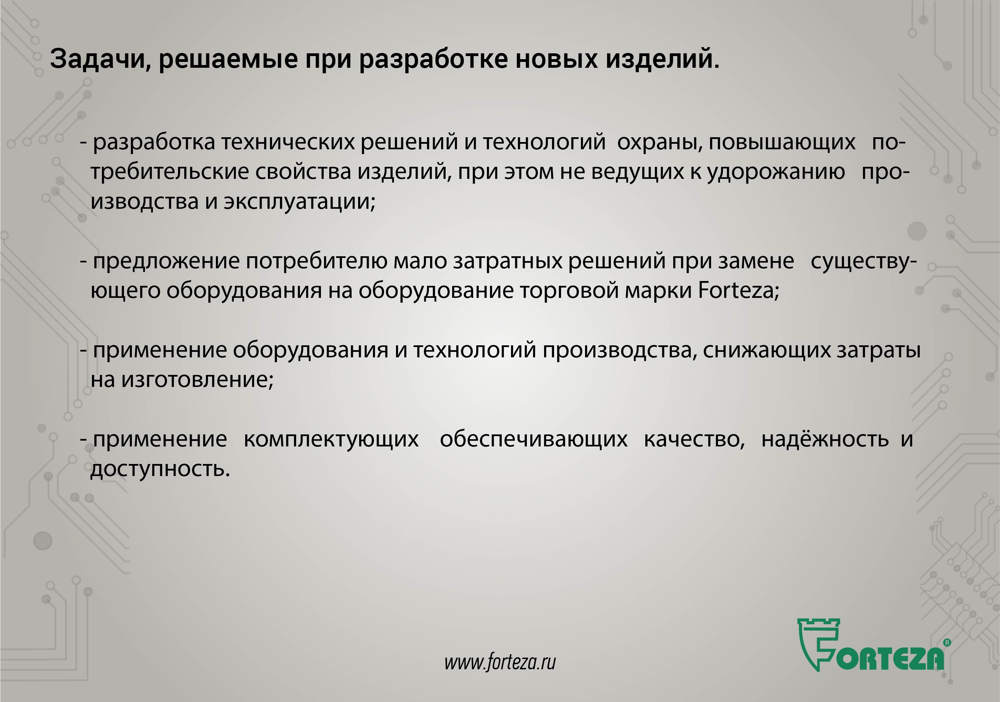 Задачи, решаемые при разработке новых изделий.
- разработка технических решений и технологий охраны, повышающих по-
требительские свойства изделий, при этом не ведущих к удорожанию про-
изводства и эксплуатации;
- предложение потребителю мало затратных решений при замене существу-
ющего оборудования на оборудование торговой марки Forteza;
- применение оборудования и технологий производства, снижающих затраты
на изготовление;
- применение комплектующих обеспечивающих качество, надёжность и
доступность.
www.forteza.ru
FORTEZA®